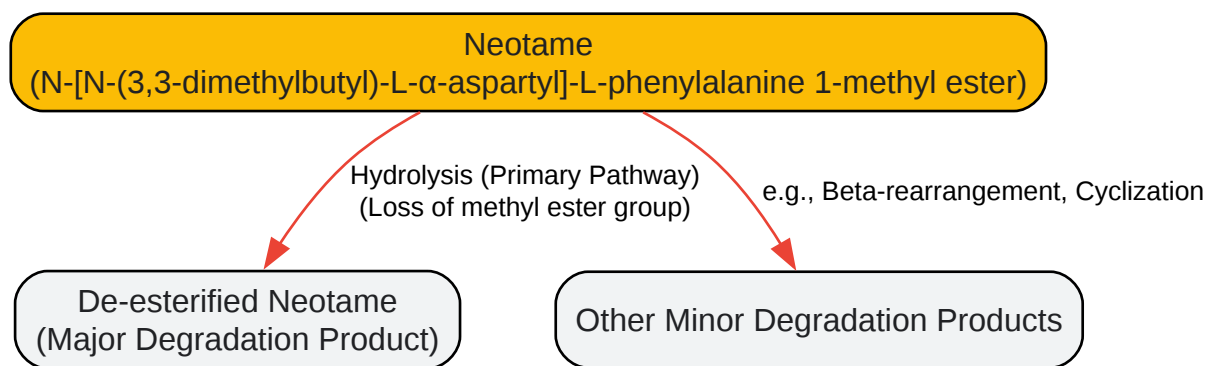 Neotame
(N-[N-(3,3-dimethylbutyl)-L-α-aspartyl]-L-phenylalanine 1-methyl ester)
Hydrolysis (Primary Pathway)
(Loss of methyl ester group)
e.g., Beta-rearrangement, Cyclization
De-esterified Neotame
(Major Degradation Product)
Other Minor Degradation Products